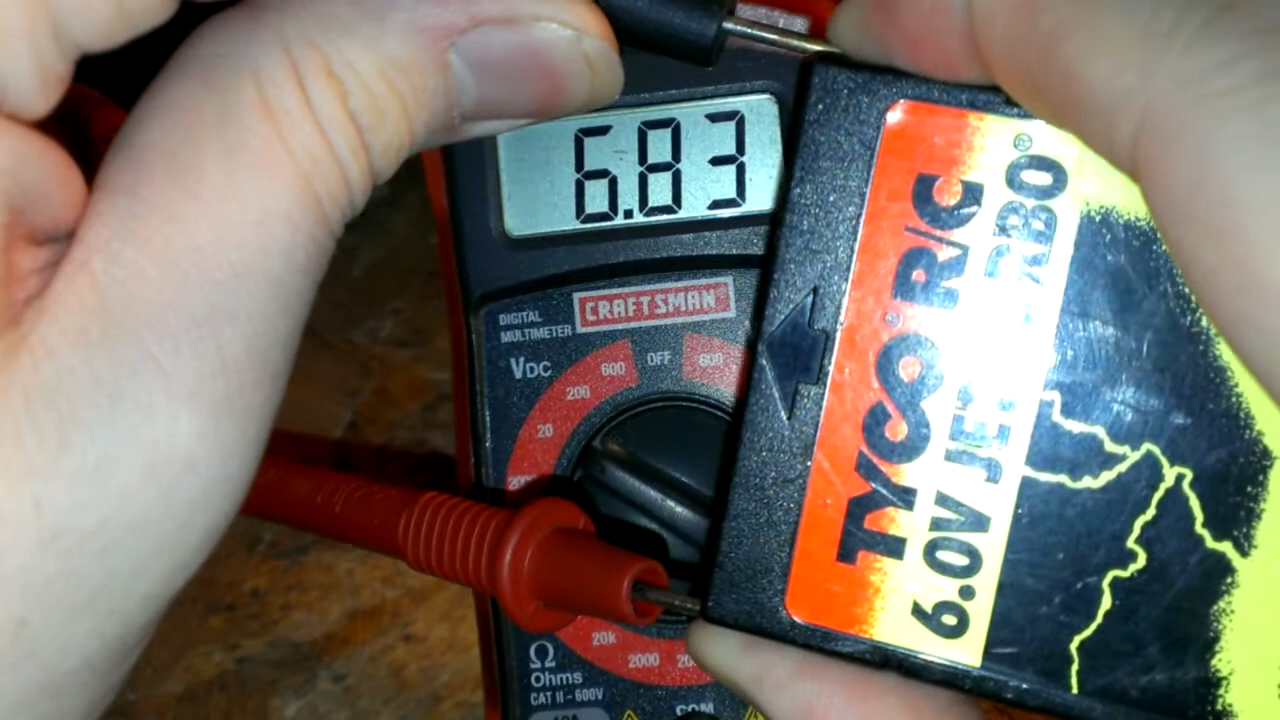 6.83
CRAFTSMAN®
DIGITAL
MULTIMETER
VDC
OFF
600
600
200
20
20k
2000
Ω
Ohms
CAT II - 600V
COM
TYCO® R/C
6.0V JET
®